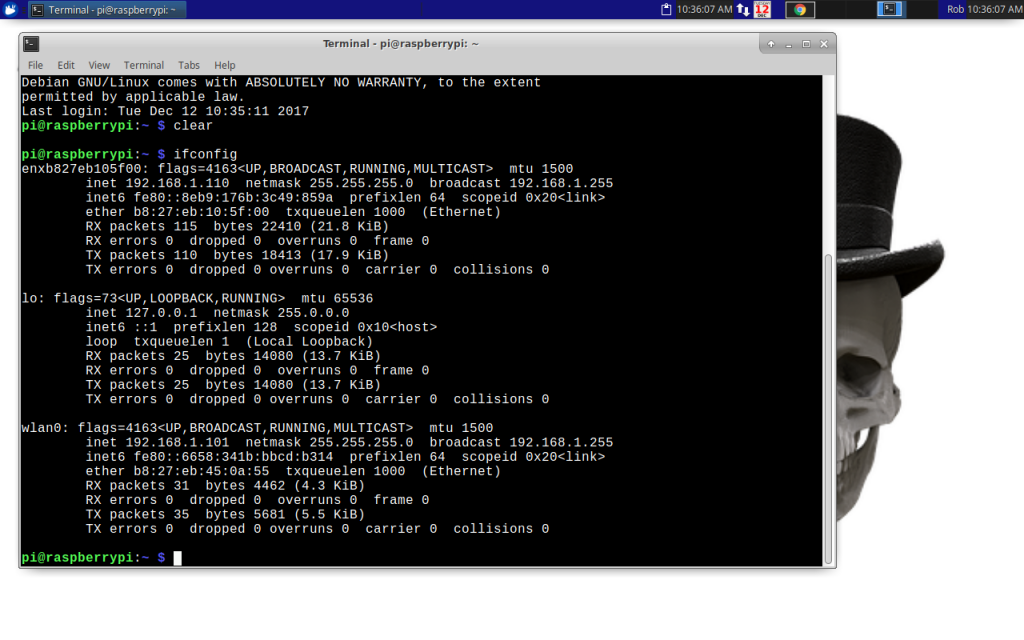 Terminal - pi@raspberrypi: ~
10:36:07 AM
12
DEC
Rob 10:36:07 AM
Terminal - pi@raspberrypi: ~
File Edit View Terminal Tabs Help
Debian GNU/Linux comes with ABSOLUTELY NO WARRANTY, to the extent
permitted by applicable law.
Last login: Tue Dec 12 10:35:11 2017
pi@raspberrypi:~ $ clear
pi@raspberrypi:~ $ ifconfig
enxb827eb105f00: flags=4163<UP,BROADCAST,RUNNING,MULTICAST>  mtu 1500
        inet 192.168.1.110  netmask 255.255.255.0  broadcast 192.168.1.255
        inet6 fe80::8eb9:176b:3c49:859a  prefixlen 64  scopeid 0x20<link>
        ether b8:27:eb:10:5f:00  txqueuelen 1000  (Ethernet)
        RX packets 115  bytes 22410 (21.8 KiB)
        RX errors 0  dropped 0  overruns 0  frame 0
        TX packets 110  bytes 18413 (17.9 KiB)
        TX errors 0  dropped 0 overruns 0  carrier 0  collisions 0
lo: flags=73<UP,LOOPBACK,RUNNING>  mtu 65536
        inet 127.0.0.1  netmask 255.0.0.0
        inet6 ::1  prefixlen 128  scopeid 0x10<host>
        loop  txqueuelen 1  (Local Loopback)
        RX packets 25  bytes 14080 (13.7 KiB)
        RX errors 0  dropped 0  overruns 0  frame 0
        TX packets 25  bytes 14080 (13.7 KiB)
        TX errors 0  dropped 0 overruns 0  carrier 0  collisions 0
wlan0: flags=4163<UP,BROADCAST,RUNNING,MULTICAST>  mtu 1500
        inet 192.168.1.101  netmask 255.255.255.0  broadcast 192.168.1.255
        inet6 fe80::6658:341b:bbcd:b314  prefixlen 64  scopeid 0x20<link>
        ether b8:27:eb:45:0a:55  txqueuelen 1000  (Ethernet)
        RX packets 31  bytes 4462 (4.3 KiB)
        RX errors 0  dropped 0  overruns 0  frame 0
        TX packets 35  bytes 5681 (5.5 KiB)
        TX errors 0  dropped 0 overruns 0  carrier 0  collisions 0
pi@raspberrypi:~ $